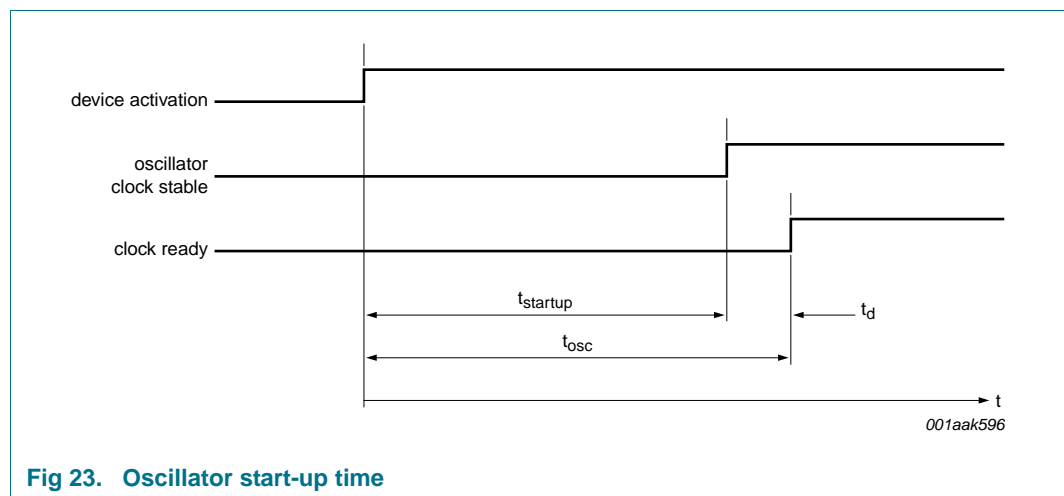 device activation
oscillator
clock stable
clock ready
tstartup
td
tosc
t
001aak596
Fig 23. Oscillator start-up time